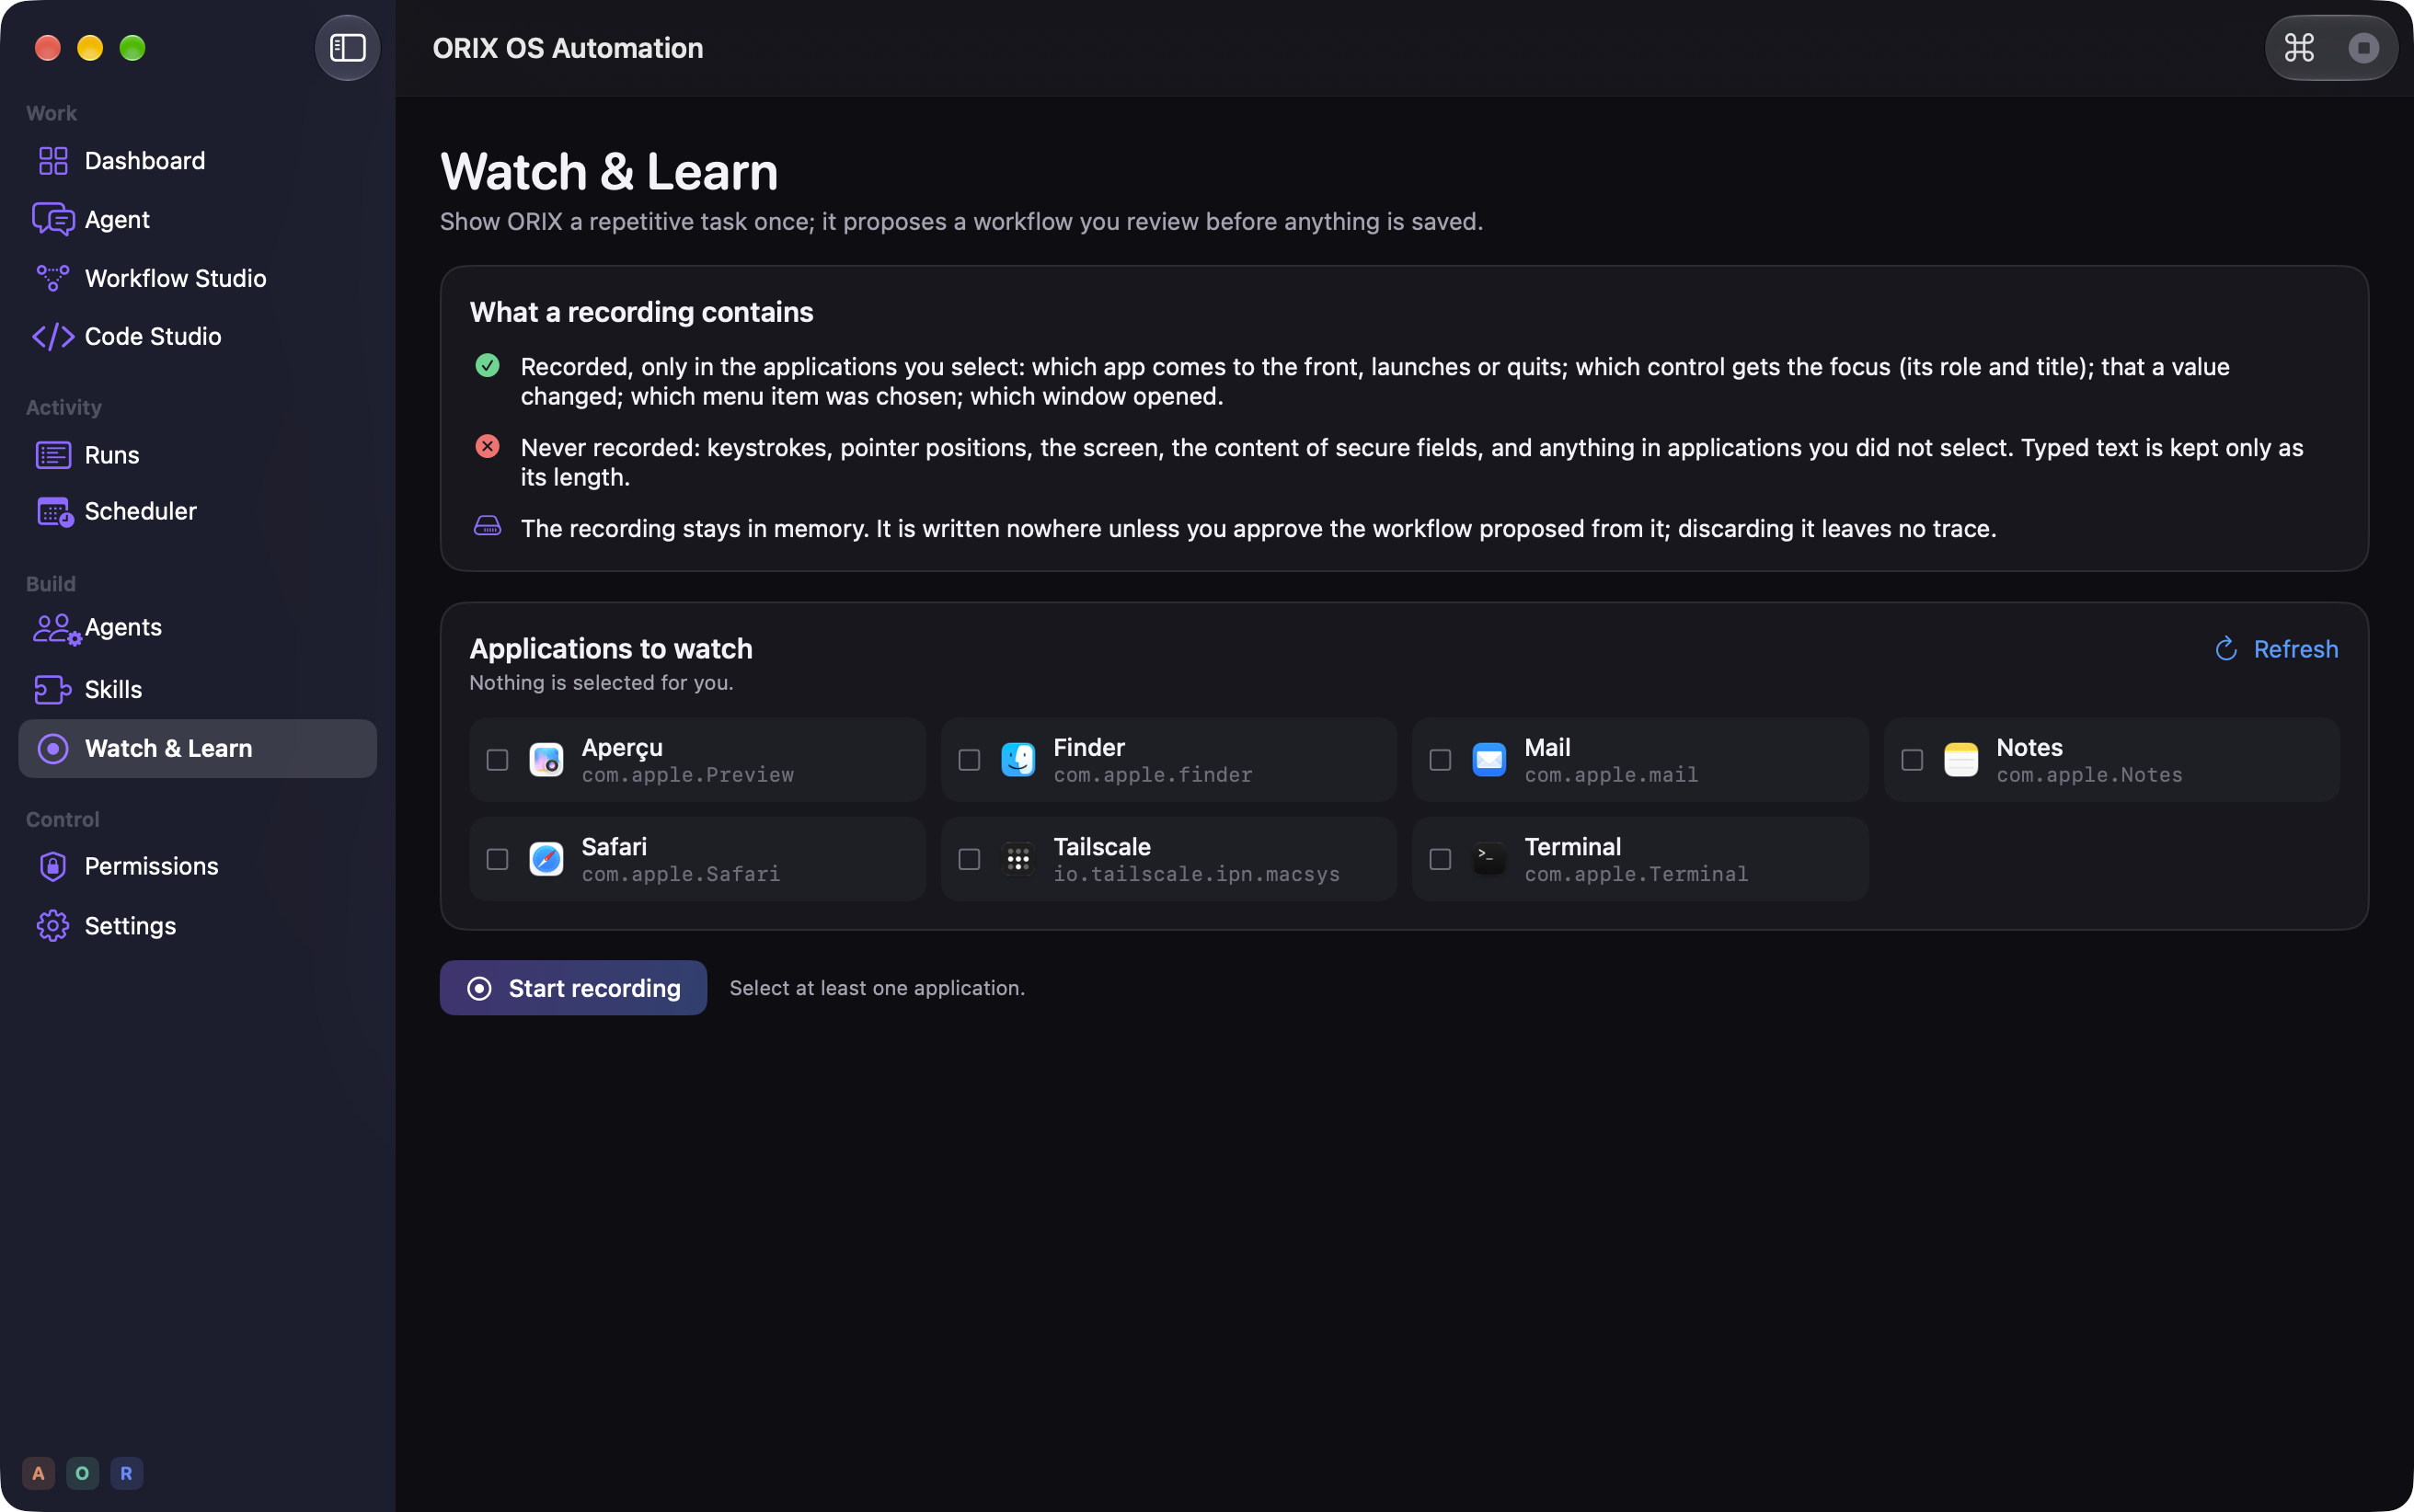 ORIX OS Automation
Work
Dashboard
Agent
Workflow Studio
Code Studio
Activity
Runs
Scheduler
Build
Agents
Skills
Watch & Learn
Control
Permissions
Settings
A O R
Watch & Learn
Show ORIX a repetitive task once; it proposes a workflow you review before anything is saved.
What a recording contains
Recorded, only in the applications you select: which app comes to the front, launches or quits; which control gets the focus (its role and title); that a value
changed; which menu item was chosen; which window opened.
Never recorded: keystrokes, pointer positions, the screen, the content of secure fields, and anything in applications you did not select. Typed text is kept only as
its length.
The recording stays in memory. It is written nowhere unless you approve the workflow proposed from it; discarding it leaves no trace.
Applications to watch
Refresh
Nothing is selected for you.
Aperçu
com.apple.Preview
Finder
com.apple.finder
Mail
com.apple.mail
Notes
com.apple.Notes
Safari
com.apple.Safari
Tailscale
io.tailscale.ipn.macsys
Terminal
com.apple.Terminal
Start recording
Select at least one application.